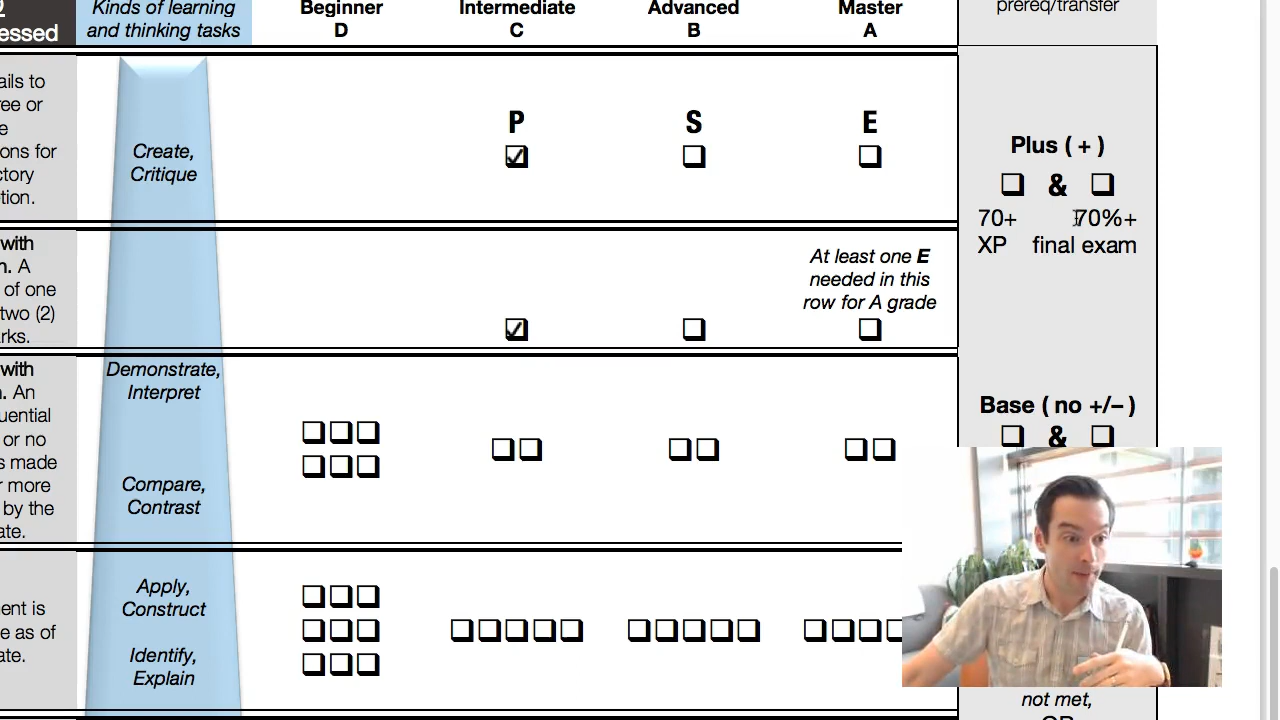 essed
Kinds of learning
and thinking tasks
Beginner
D
Intermediate
C
Advanced
B
Master
A
prereq/transfer
ails to
ree or
e
ons for
ctory
tion.
Create,
Critique
P
S
E
Plus ( + )
&
70+
XP
70%+
final exam
with
n. A
of one
two (2)
rks.
At least one E
needed in this
row for A grade
Base ( no +/– )
&
with
. An
uential
or no
s made
r more
by the
ate.
Demonstrate,
Interpret
Compare,
Contrast
ent is
e as of
ate.
Apply,
Construct
Identify,
Explain
not met,
OR